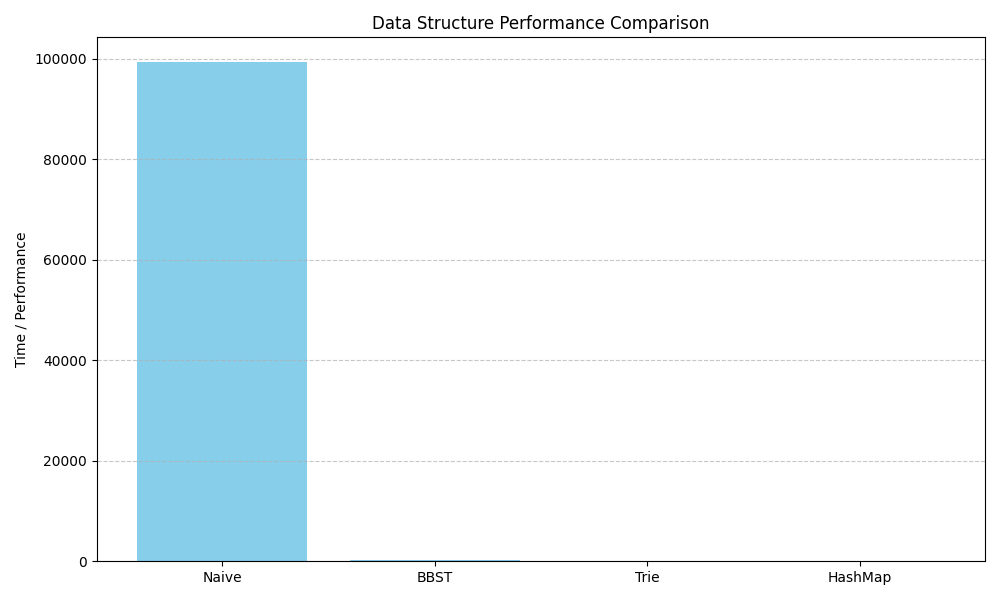 Data Structure Performance Comparison
Time / Performance
100000
80000
60000
40000
20000
0
Naive
BBST
Trie
HashMap